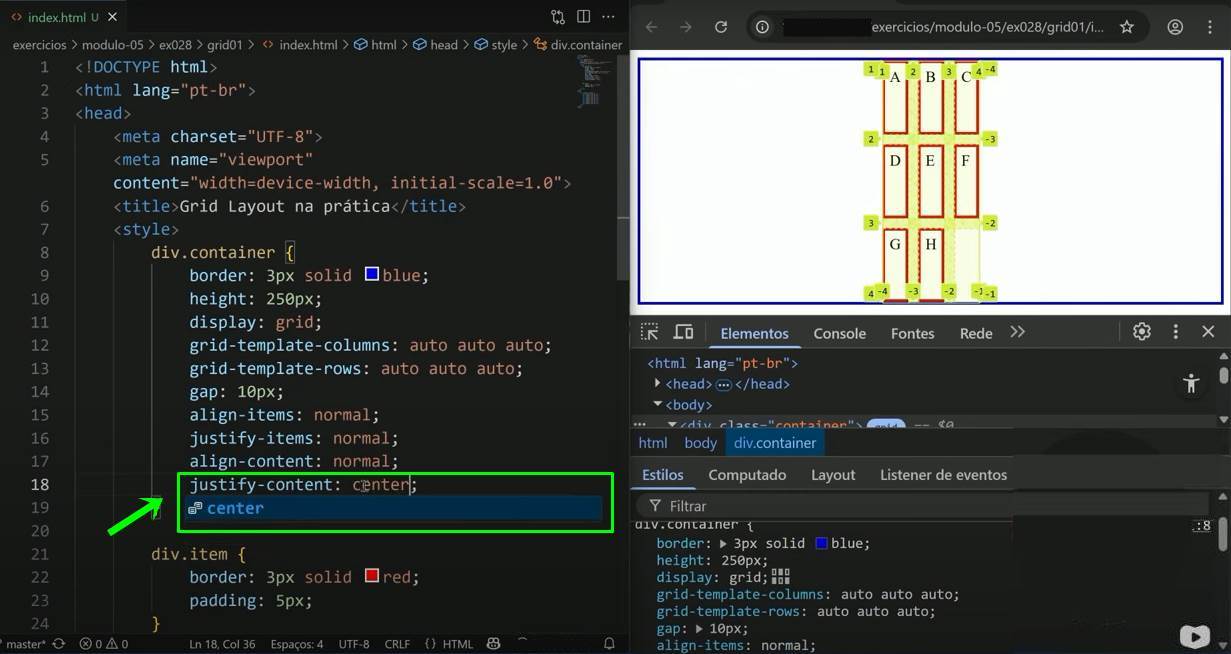 index.html U
exercicios > modulo-05 > ex028 > grid01 > index.html > html > head > style > div.container
1 <!DOCTYPE html>
2 <html lang="pt-br">
3 <head>
4 <meta charset="UTF-8">
5 <meta name="viewport"
content="width=device-width, initial-scale=1.0">
6 <title>Grid Layout na prática</title>
7 <style>
8 div.container {
9 border: 3px solid blue;
10 height: 250px;
11 display: grid;
12 grid-template-columns: auto auto auto;
13 grid-template-rows: auto auto auto;
14 gap: 10px;
15 align-items: normal;
16 justify-items: normal;
17 align-content: normal;
18 justify-content: center;
19 }
center
20
21 div.item {
22 border: 3px solid red;
23 padding: 5px;
24 }
master* 0 0 Ln 18, Col 36 Espaços: 4 UTF-8 CRLF {} HTML
exercicios/modulo-05/ex028/grid01/i...
1 1 2 3 4 -4
A B C
2 -3
D E F
3 -2
G H
4 -4 -3 -2 -1 -1
Elementos Console Fontes Rede
<html lang="pt-br">
<head> ... </head>
<body>
<div class="container"> grid == $0
html body div.container
Estilos Computado Layout Listener de eventos
Filtrar
div.container { :8
border: 3px solid blue;
height: 250px;
display: grid;
grid-template-columns: auto auto auto;
grid-template-rows: auto auto auto;
gap: 10px;
align-items: normal;